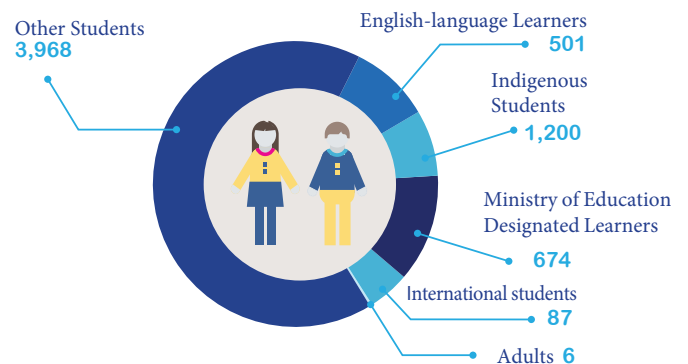 Other Students
3,968
English-language Learners
501
Indigenous
Students
1,200
Ministry of Education
Designated Learners
674
International students
87
Adults 6